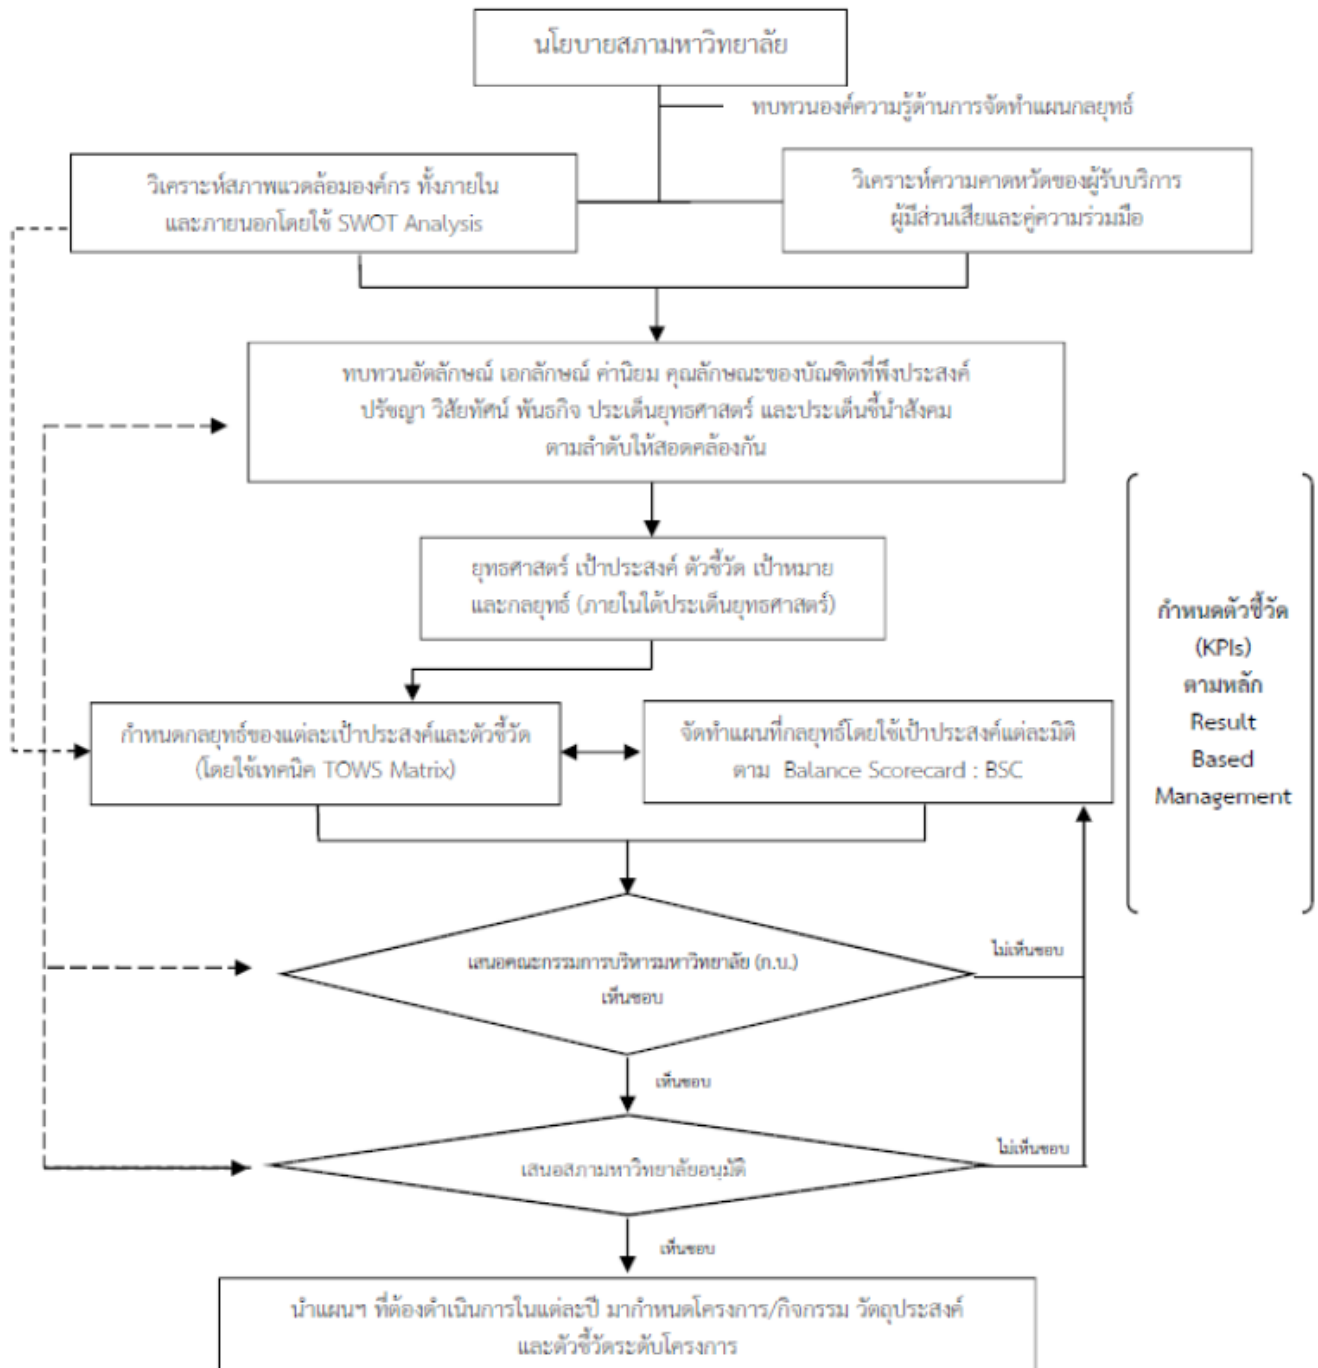 นโยบายสภามหาวิทยาลัย
ทบทวนองค์ความรู้ด้านการจัดทำแผนกลยุทธ์
วิเคราะห์สภาพแวดล้อมองค์กร ทั้งภายใน
และภายนอกโดยใช้ SWOT Analysis
วิเคราะห์ความคาดหวัดของผู้รับบริการ
ผู้มีส่วนเสียและคู่ความร่วมมือ
ทบทวนอัตลักษณ์ เอกลักษณ์ ค่านิยม คุณลักษณะของบัณฑิตที่พึงประสงค์
ปรัชญา วิสัยทัศน์ พันธกิจ ประเด็นยุทธศาสตร์ และประเด็นชี้นำสังคม
ตามลำดับให้สอดคล้องกัน
ยุทธศาสตร์ เป้าประสงค์ ตัวชี้วัด เป้าหมาย
และกลยุทธ์ (ภายในใต้ประเด็นยุทธศาสตร์)
กำหนดตัวชี้วัด
(KPIs)
ตามหลัก
Result
Based
Management
กำหนดกลยุทธ์ของแต่ละเป้าประสงค์และตัวชี้วัด
(โดยใช้เทคนิค TOWS Matrix)
จัดทำแผนที่กลยุทธ์โดยใช้เป้าประสงค์แต่ละมิติ
ตาม Balance Scorecard : BSC
เสนอคณะกรรมการบริหารมหาวิทยาลัย (ก.บ.)
เห็นชอบ
ไม่เห็นชอบ
เห็นชอบ
เสนอสภามหาวิทยาลัยอนุมัติ
ไม่เห็นชอบ
เห็นชอบ
นำแผนฯ ที่ต้องดำเนินการในแต่ละปี มากำหนดโครงการ/กิจกรรม วัตถุประสงค์
และตัวชี้วัดระดับโครงการ